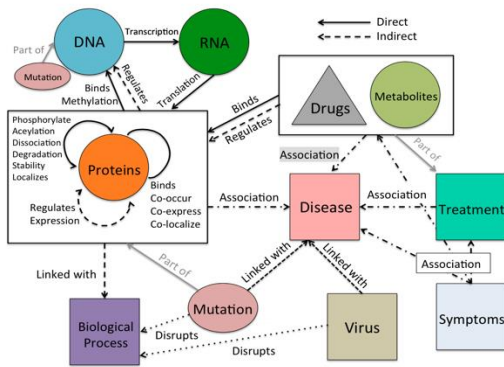 DNA
Transcription
RNA
Direct
Indirect
Part of
Mutation
Binds
Methylation
Regulates
Translation
Binds
Regulates
Drugs
Metabolites
Phosphorylate
Aceylation
Dissociation
Degradation
Stability
Localizes
Proteins
Regulates
Expression
Binds
Co-occur
Co-express
Co-localize
Association
Part of
Association
Disease
Association
Treatment
Association
Linked with
Part of
Linked with
Linked with
Mutation
Biological
Process
Disrupts
Disrupts
Virus
Symptoms